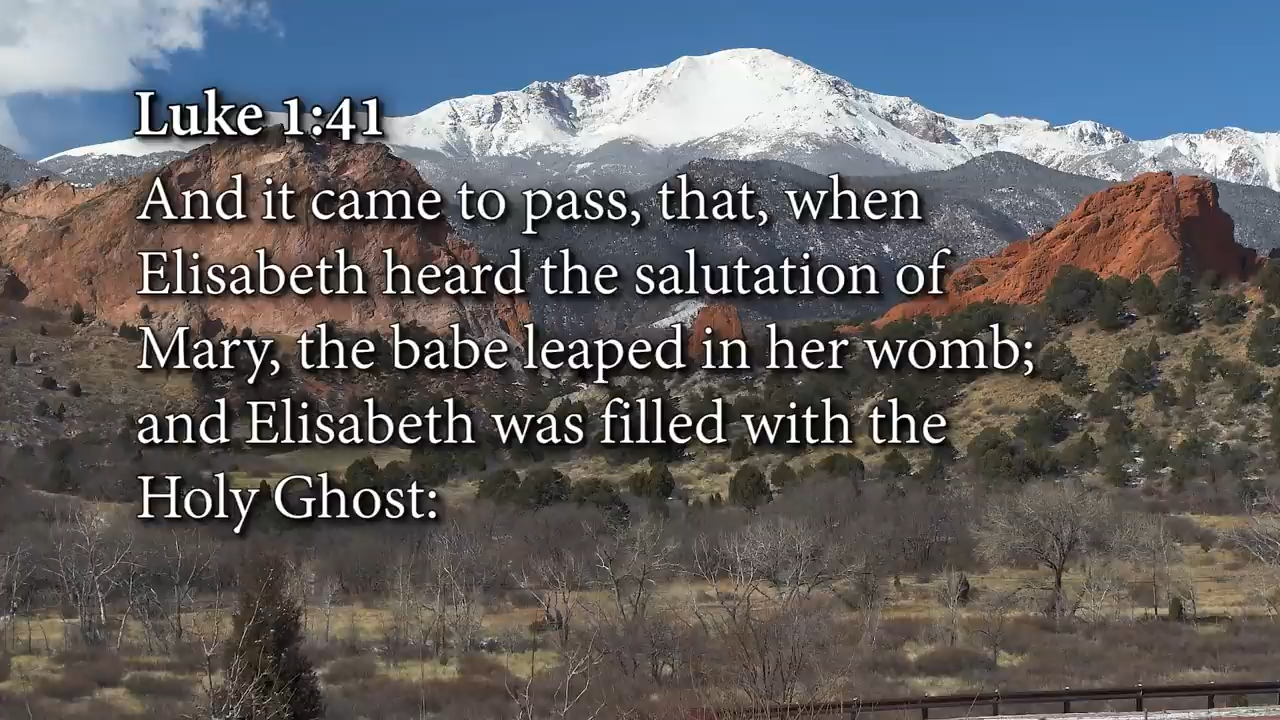 Luke 1:41
And it came to pass, that, when
Elisabeth heard the salutation of
Mary, the babe leaped in her womb;
and Elisabeth was filled with the
Holy Ghost: